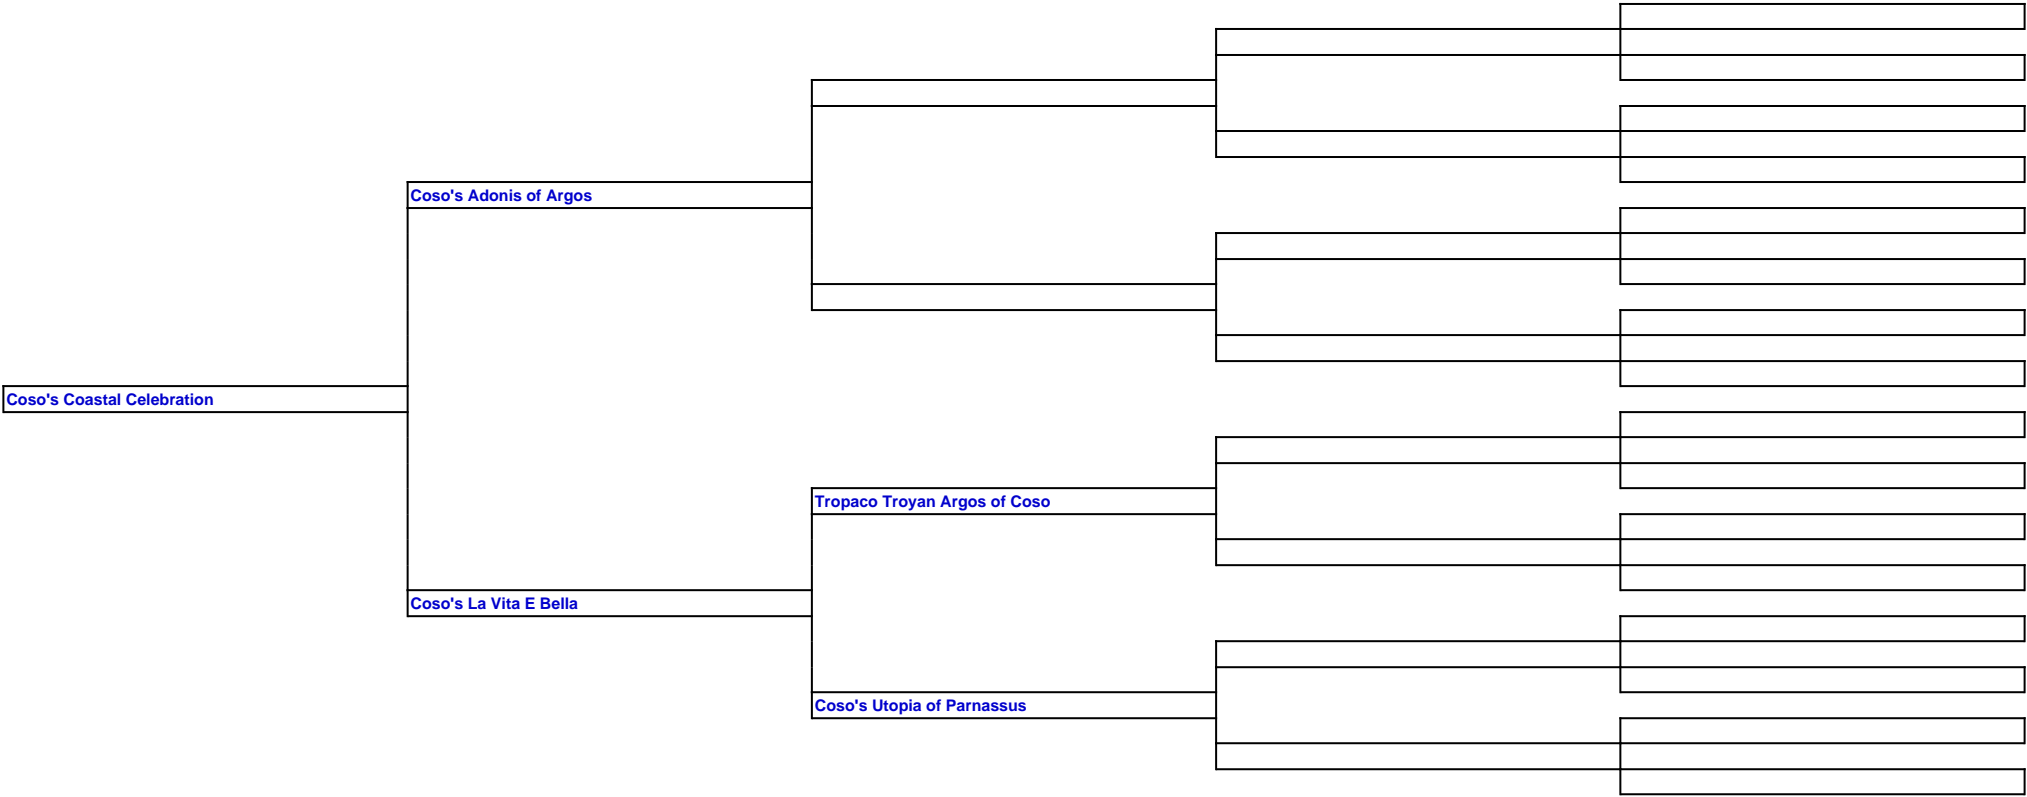 Coso's Adonis of Argos
Coso's Coastal Celebration
Tropaco Troyan Argos of Coso
Coso's La Vita E Bella
Coso's Utopia of Parnassus